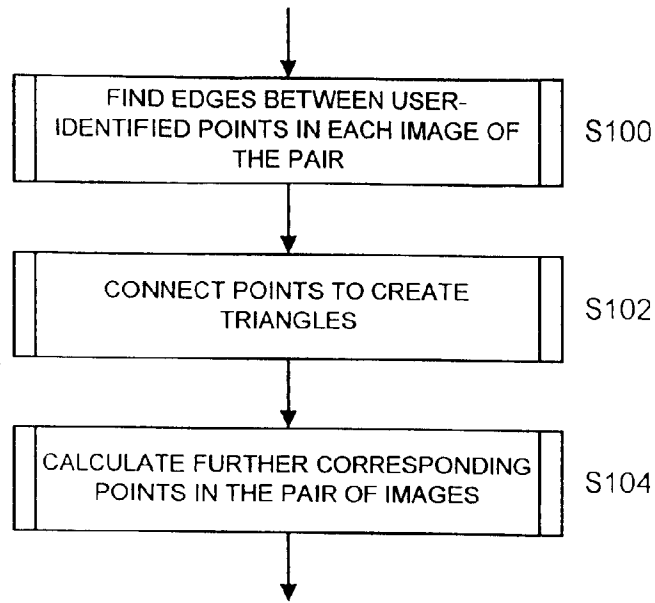 FIND EDGES BETWEEN USER-
IDENTIFIED POINTS IN EACH IMAGE OF
THE PAIR
S100
CONNECT POINTS TO CREATE
TRIANGLES
S102
CALCULATE FURTHER CORRESPONDING
POINTS IN THE PAIR OF IMAGES
S104